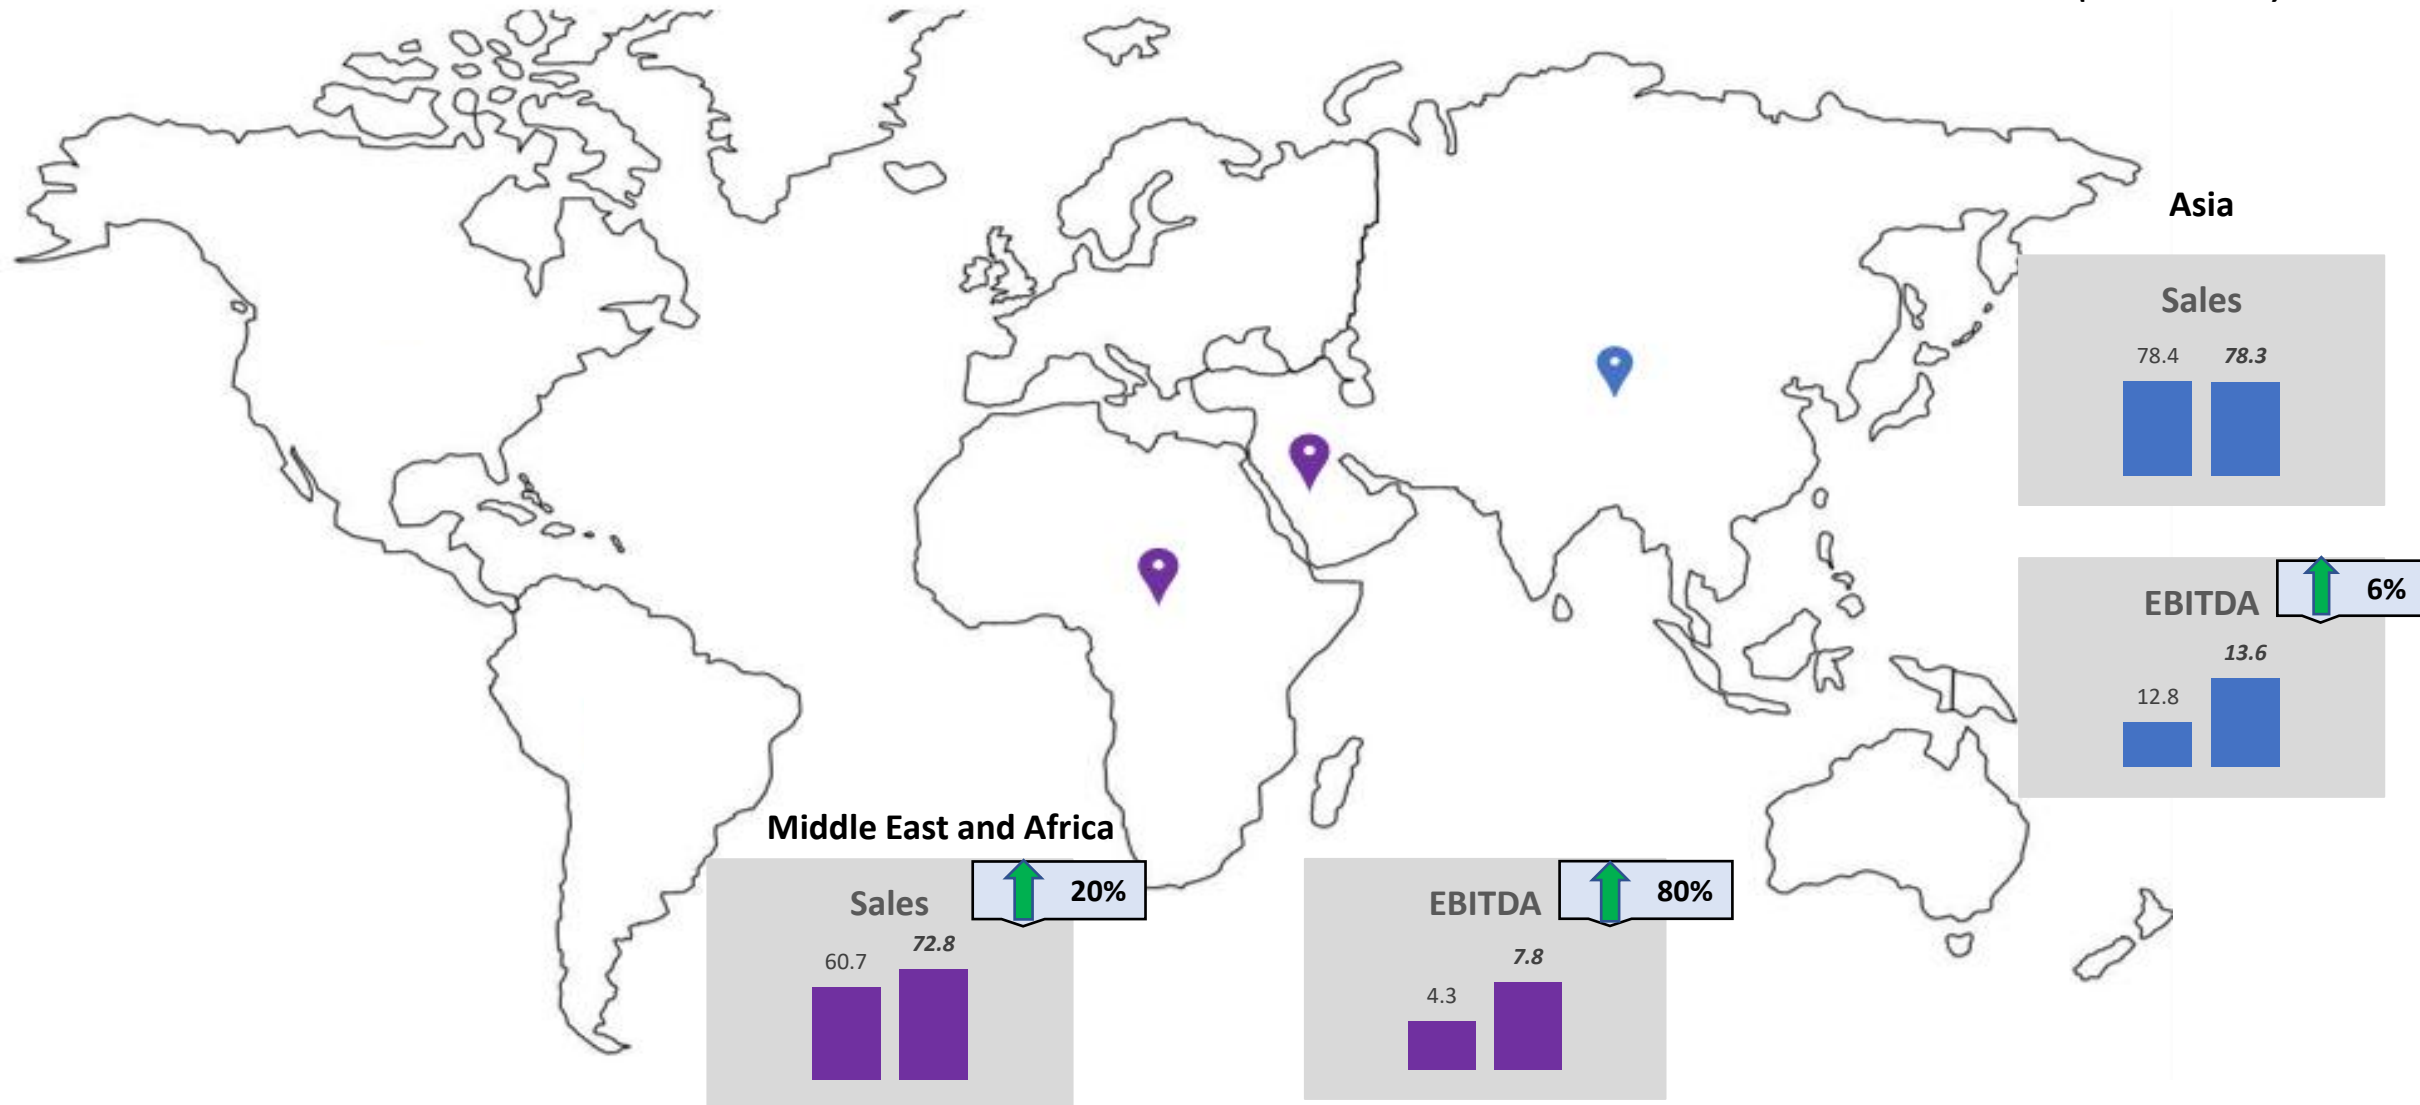 Asia
Sales
78.4 78.3
EBITDA 6%
13.6
12.8
Middle East and Africa
Sales 20%
72.8
60.7
EBITDA 80%
7.8
4.3